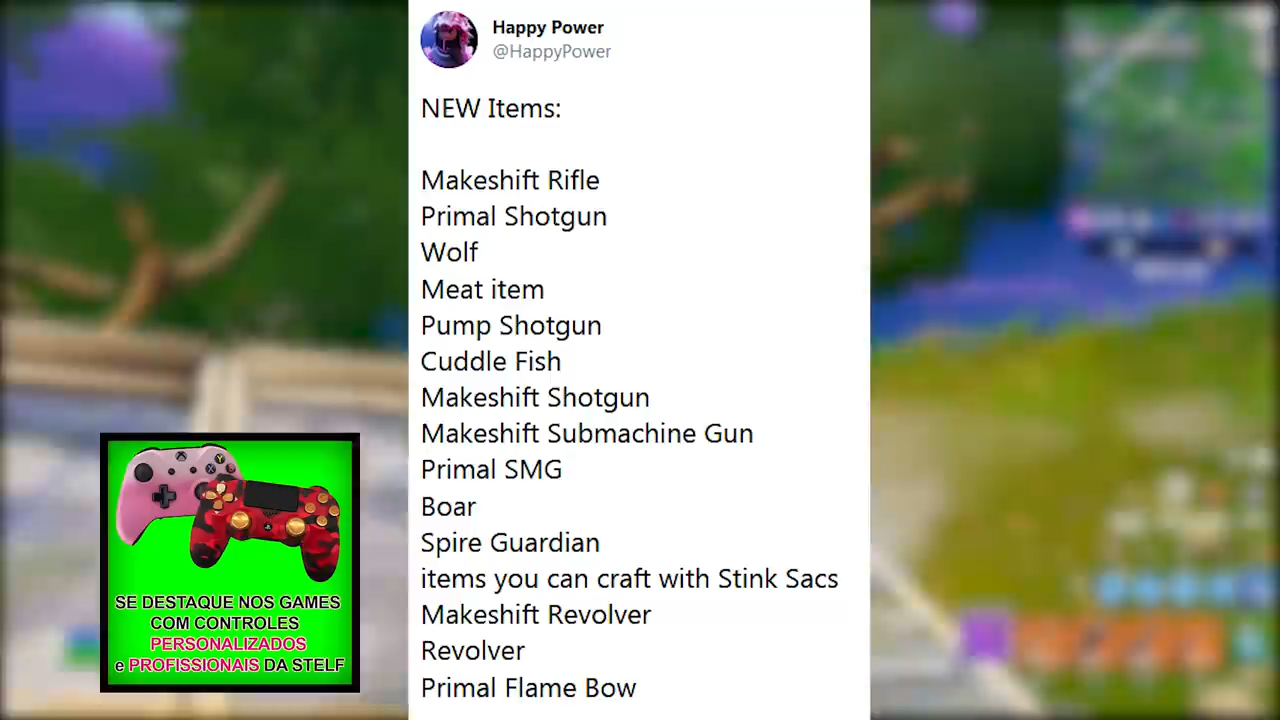 Happy Power
@HappyPower
NEW Items:
Makeshift Rifle
Primal Shotgun
Wolf
Meat item
Pump Shotgun
Cuddle Fish
Makeshift Shotgun
Makeshift Submachine Gun
Primal SMG
Boar
Spire Guardian
items you can craft with Stink Sacs
Makeshift Revolver
Revolver
Primal Flame Bow
SE DESTAQUE NOS GAMES
COM CONTROLES
PERSONALIZADOS
e PROFISSIONAIS DA STELF